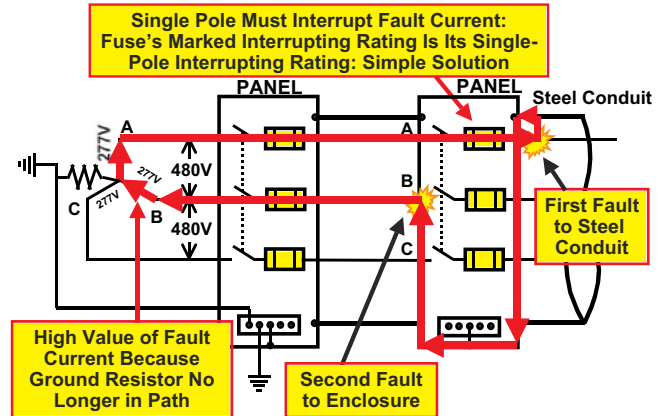 Single Pole Must Interrupt Fault Current:
Fuse's Marked Interrupting Rating Is Its Single-
Pole Interrupting Rating: Simple Solution
PANEL
PANEL
Steel Conduit
A
A
277V
480V
277V
B
B
C
277V
480V
C
First Fault
to Steel
Conduit
High Value of Fault
Current Because
Ground Resistor No
Longer in Path
Second Fault
to Enclosure